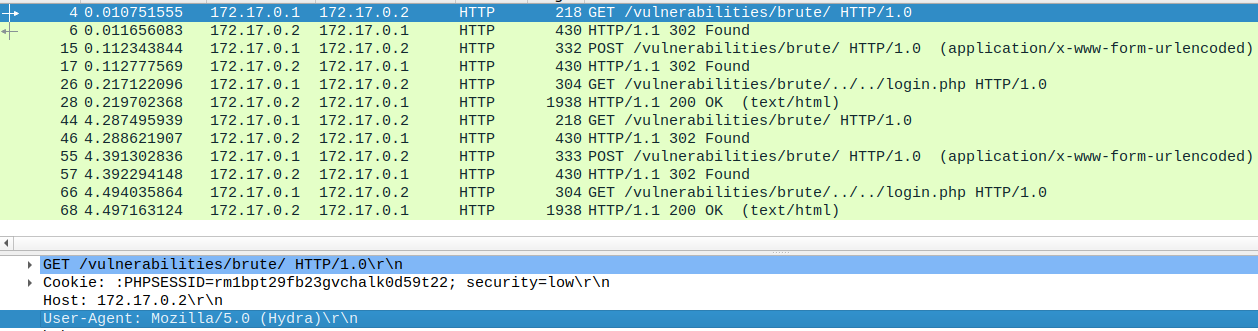 4 0.010751555 172.17.0.1 172.17.0.2 HTTP 218 GET /vulnerabilities/brute/ HTTP/1.0
6 0.011656083 172.17.0.2 172.17.0.1 HTTP 430 HTTP/1.1 302 Found
15 0.112343844 172.17.0.1 172.17.0.2 HTTP 332 POST /vulnerabilities/brute/ HTTP/1.0 (application/x-www-form-urlencoded)
17 0.112777569 172.17.0.2 172.17.0.1 HTTP 430 HTTP/1.1 302 Found
26 0.217122096 172.17.0.1 172.17.0.2 HTTP 304 GET /vulnerabilities/brute/../../login.php HTTP/1.0
28 0.219702368 172.17.0.2 172.17.0.1 HTTP 1938 HTTP/1.1 200 OK (text/html)
44 4.287495939 172.17.0.1 172.17.0.2 HTTP 218 GET /vulnerabilities/brute/ HTTP/1.0
46 4.288621907 172.17.0.2 172.17.0.1 HTTP 430 HTTP/1.1 302 Found
55 4.391302836 172.17.0.1 172.17.0.2 HTTP 333 POST /vulnerabilities/brute/ HTTP/1.0 (application/x-www-form-urlencoded)
57 4.392294148 172.17.0.2 172.17.0.1 HTTP 430 HTTP/1.1 302 Found
66 4.494035864 172.17.0.1 172.17.0.2 HTTP 304 GET /vulnerabilities/brute/../../login.php HTTP/1.0
68 4.497163124 172.17.0.2 172.17.0.1 HTTP 1938 HTTP/1.1 200 OK (text/html)
GET /vulnerabilities/brute/ HTTP/1.0\r\n
Cookie: :PHPSESSID=rm1bpt29fb23gvchalk0d59t22; security=low\r\n
Host: 172.17.0.2\r\n
User-Agent: Mozilla/5.0 (Hydra)\r\n